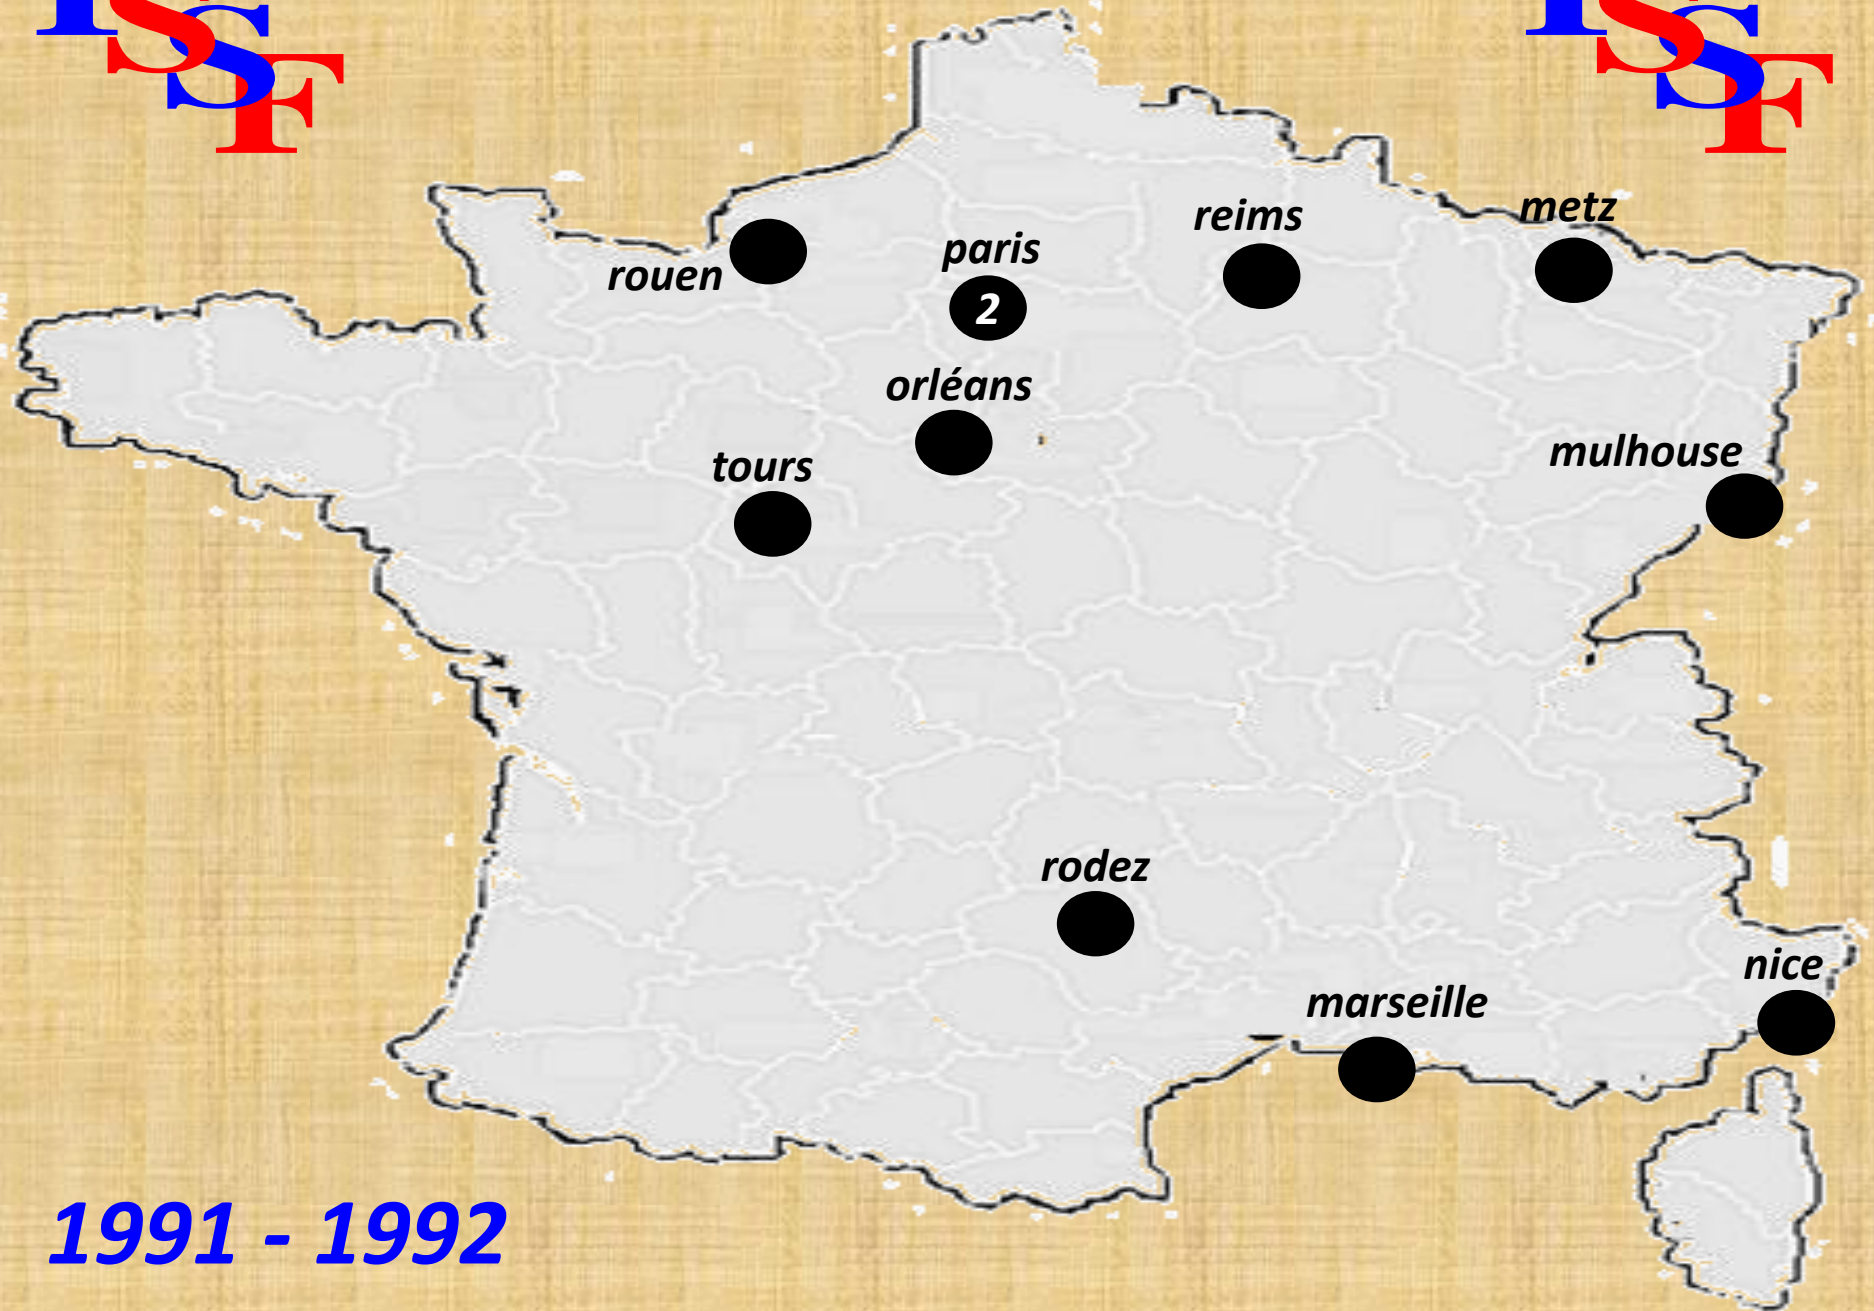 ISSF
ISSF
metz
reims
paris
rouen
2
orléans
mulhouse
tours
rodez
nice
marseille
1991 - 1992